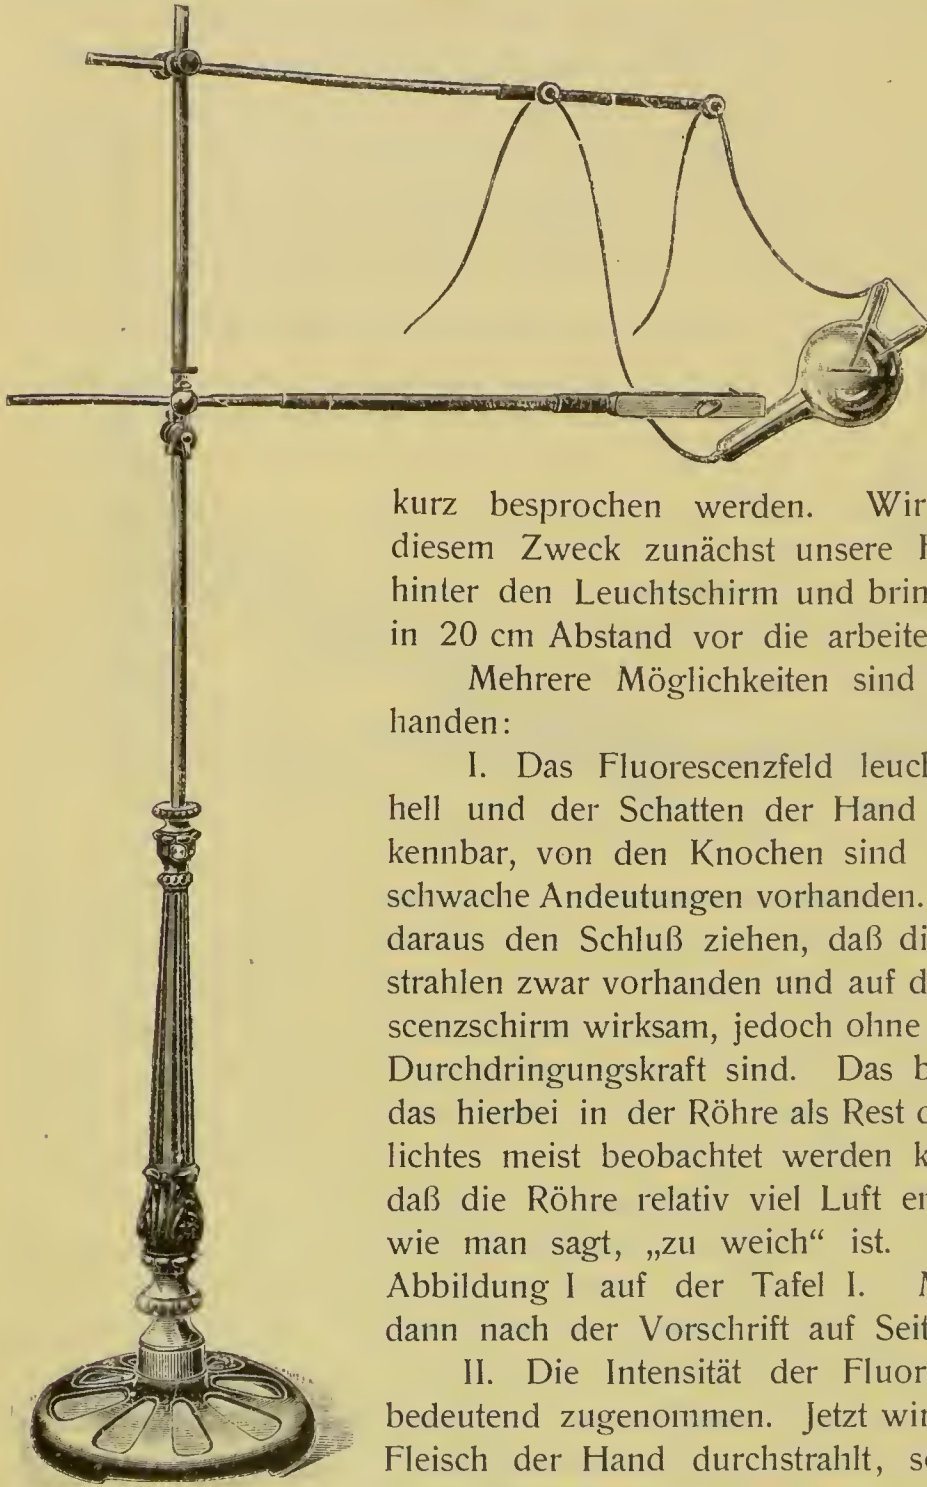 kurz besprochen werden. Wir
diesem Zweck zunächst unsere H
hinter den Leuchtschirm und brin
in 20 cm Abstand vor die arbeite
Mehrere Möglichkeiten sind
handen:
I. Das Fluorescenzfeld leuch
hell und der Schatten der Hand
kennbar, von den Knochen sind
schwache Andeutungen vorhanden.
daraus den Schluß ziehen, daß di
strahlen zwar vorhanden und auf d
scenzschirm wirksam, jedoch ohne
Durchdringungskraft sind. Das b
das hierbei in der Röhre als Rest
lichtes meist beobachtet werden k
daß die Röhre relativ viel Luft
wie man sagt, „zu weich“ ist.
Abbildung I auf der Tafel I.
dann nach der Vorschrift auf Seit
II. Die Intensität der Fluor
bedeutend zugenommen. Jetzt wir
Fleisch der Hand durchstrahlt,